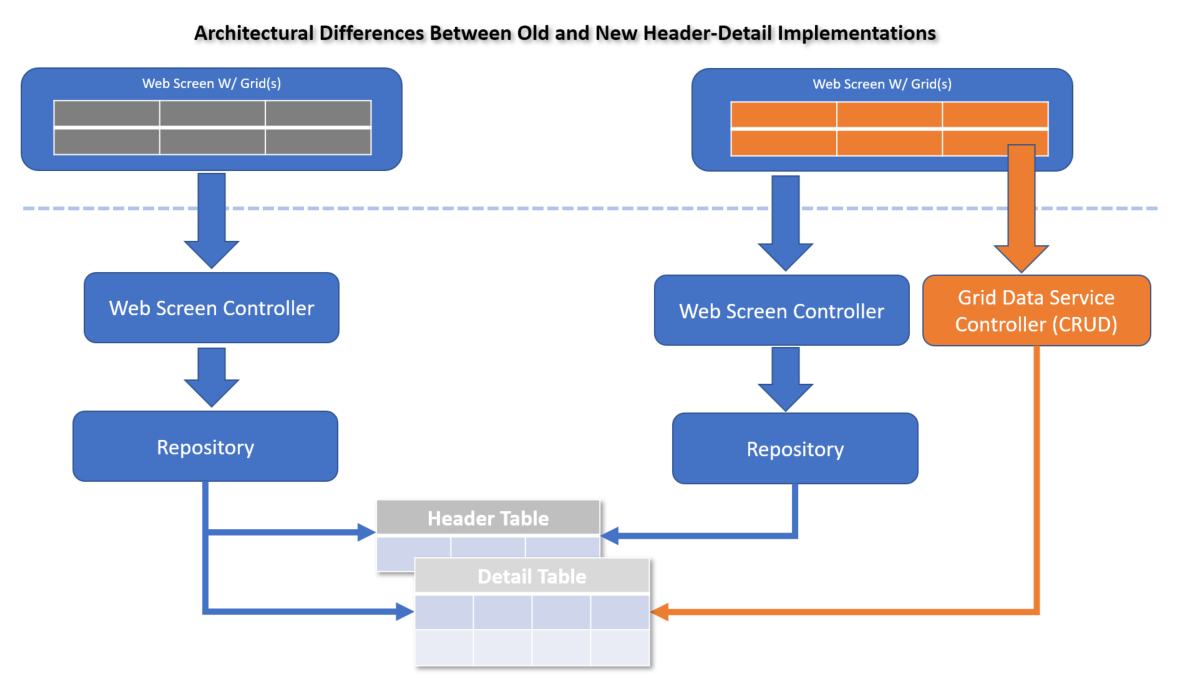 Architectural Differences Between Old and New Header-Detail Implementations
Web Screen W/ Grid(s)
Web Screen W/ Grid(s)
Web Screen Controller
Web Screen Controller
Grid Data Service
Controller (CRUD)
Repository
Repository
Header Table
Detail Table